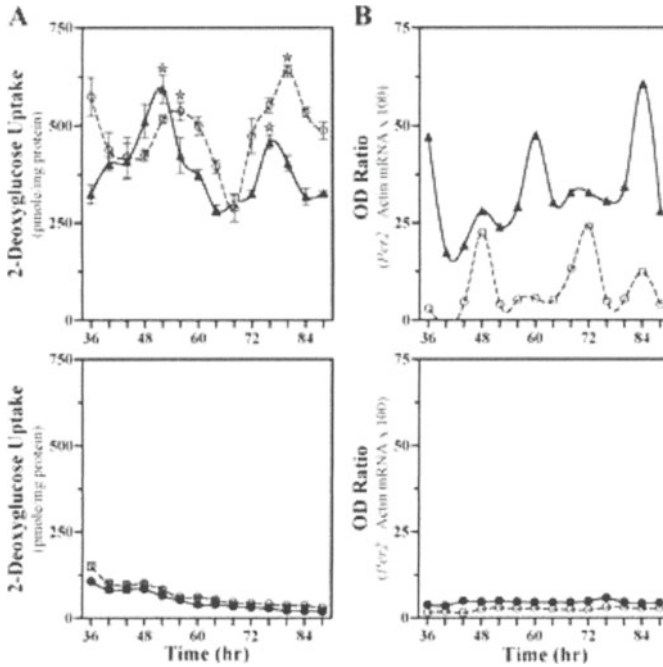 A
750
500
250
0
2-Deoxyglucose Uptake
(pmole/mg protein)
36 48 60 72 84
B
75
50
25
0
OD Ratio
(Per2 Actin mRNA x 100)
36 48 60 72 84
750
500
250
0
2-Deoxyglucose Uptake
(pmole/mg protein)
36 48 60 72 84
Time (hr)
75
50
25
0
OD Ratio
(Per2 Actin mRNA x 100)
36 48 60 72 84
Time (hr)